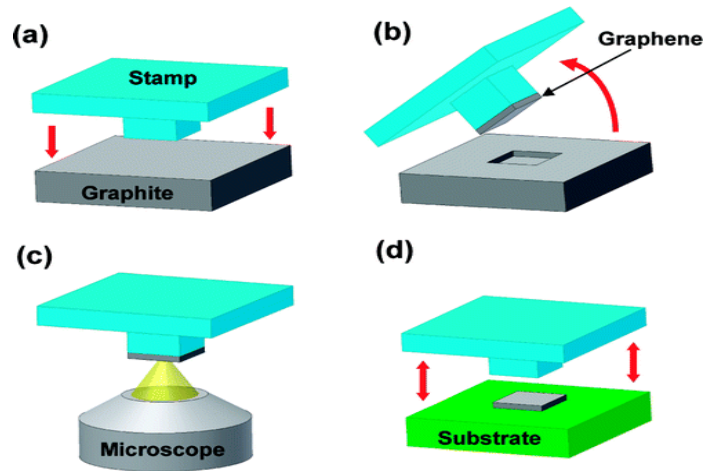 (a)
Stamp
Graphite
(b)
Graphene
(c)
Microscope
(d)
Substrate